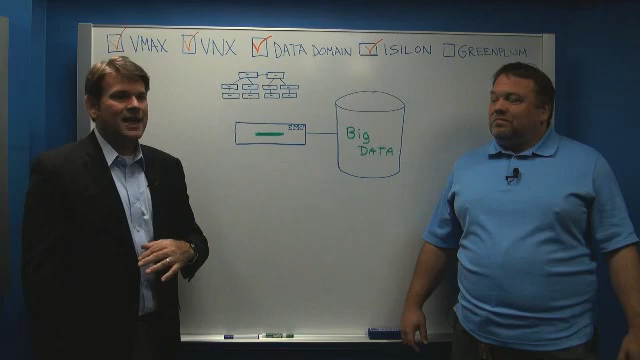 VMAX VNX DATA DOMAIN ISILON GREENPLUM
Big
DATA